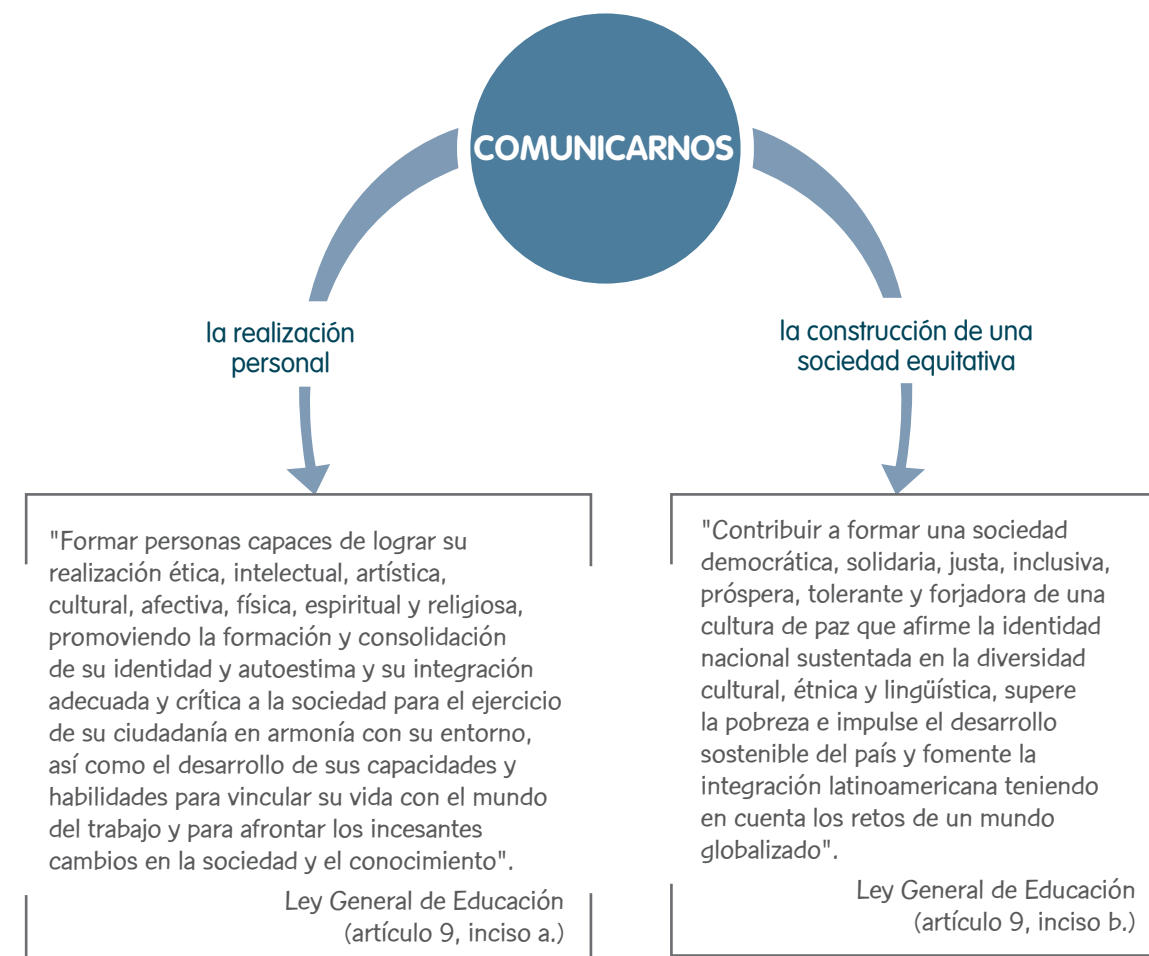 COMUNICARNOS
la realización
personal
"Formar personas capaces de lograr su
realización ética, intelectual, artística,
cultural, afectiva, física, espiritual y religiosa,
promoviendo la formación y consolidación
de su identidad y autoestima y su integración
adecuada y crítica a la sociedad para el ejercicio
de su ciudadanía en armonía con su entorno,
así como el desarrollo de sus capacidades y
habilidades para vincular su vida con el mundo
del trabajo y para afrontar los incesantes
cambios en la sociedad y el conocimiento".
Ley General de Educación
(artículo 9, inciso a.)
la construcción de una
sociedad equitativa
"Contribuir a formar una sociedad
democrática, solidaria, justa, inclusiva,
próspera, tolerante y forjadora de una
cultura de paz que afirme la identidad
nacional sustentada en la diversidad
cultural, étnica y lingüística, supere
la pobreza e impulse el desarrollo
sostenible del país y fomente la
integración latinoamericana teniendo
en cuenta los retos de un mundo
globalizado".
Ley General de Educación
(artículo 9, inciso b.)